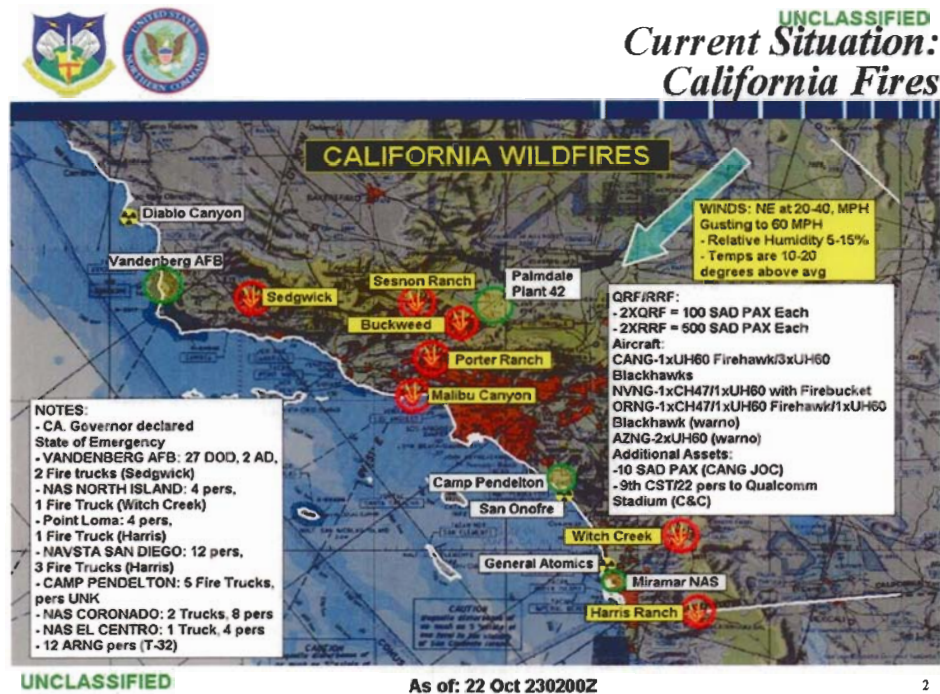 UNCLASSIFIED
Current Situation:
California Fires
UNITED STATES
NORTHERN COMMAND
CALIFORNIA WILDFIRES
WINDS: NE at 20-40, MPH
Gusting to 60 MPH
- Relative Humidity 5-15%
- Temps are 10-20
degrees above avg
Diablo Canyon
Vandenberg AFB
Sedgwick
Sesnon Ranch
Palmdale
Plant 42
Buckweed
Porter Ranch
Malibu Canyon
QRF/RRF:
- 2XQRF = 100 SAD PAX Each
- 2XRRF = 500 SAD PAX Each
Aircraft:
CANG-1xUH60 Firehawk/3xUH60
Blackhawks
NVNG-1xCH47/1xUH60 with Firebucket
ORNG-1xCH47/1xUH60 Firehawk/1xUH60
Blackhawk (warno)
AZNG-2xUH60 (warno)
Additional Assets:
-10 SAD PAX (CANG JOC)
-9th CST/22 pers to Qualcomm
Stadium (C&C)
NOTES:
- CA. Governor declared
State of Emergency
- VANDENBERG AFB: 27 DOD, 2 AD,
2 Fire trucks (Sedgwick)
- NAS NORTH ISLAND: 4 pers,
1 Fire Truck (Witch Creek)
- Point Loma: 4 pers,
1 Fire Truck (Harris)
- NAVSTA SAN DIEGO: 12 pers,
3 Fire Trucks (Harris)
- CAMP PENDELTON: 5 Fire Trucks,
pers UNK
- NAS CORONADO: 2 Trucks, 8 pers
- NAS EL CENTRO: 1 Truck, 4 pers
- 12 ARNG pers (T-32)
Camp Pendelton
San Onofre
Witch Creek
General Atomics
Miramar NAS
Harris Ranch
CAUTION
CAUTION
UNCLASSIFIED
As of: 22 Oct 230200Z
2